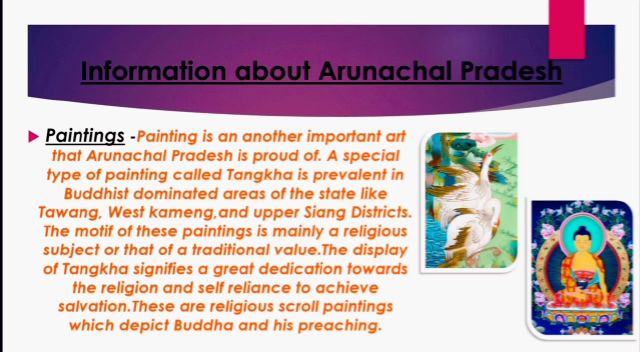 Information about Arunachal Pradesh
Paintings -Painting is an another important art
that Arunachal Pradesh is proud of. A special
type of painting called Tangkha is prevalent in
Buddhist dominated areas of the state like
Tawang, West kameng,and upper Siang Districts.
The motif of these paintings is mainly a religious
subject or that of a traditional value.The display
of Tangkha signifies a great dedication towards
the religion and self reliance to achieve
salvation.These are religious scroll paintings
which depict Buddha and his preaching.